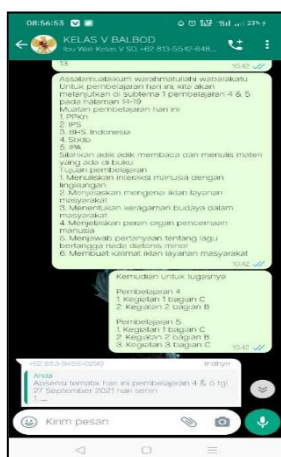 08:56:53
23%
KELAS V BALBOD
Ibu Wali Kelas V SD, +62 813-5542-648...
13.
10.42
Assalamualaikum warahmatullahi wabarakatu
Untuk pembelajaran hari ini, kita akan
melanjutkan di subtema 1 pembelajaran 4 & 5
pada halaman 14-19
Muatan pembelajaran hari ini
1. PPKn
2. IPS
3. BHS. Indonesia
4. Sbdp
5. IPA
Silahkan adik adik membaca dan menulis materi
yang ada di buku
Tujuan pembelajaran
1. Menuliskan interaksi manusia dengan
lingkungan
2. Menjelaskan mengenai iklan layanan
masyarakat
3. Menentukan keragaman budaya dalam
masyarakat
4. Menjelaskan peran organ pencernaan
manusia
5. Menjawab pertanyaan tentang lagu
bertangga nada diatonis minor
6. Membuat kalimat iklan layanan masyarakat
10.42
Kemudian untuk tugasnya
Pembelajaran 4
1. Kegiatan 1 bagian C
2. Kegiatan 2 bagian B
Pembelajaran 5
1. Kegiatan 1 bagian C
2. Kegiatan 2 bagian B
3. Kegiatan 3 bagian C
10.42
Anda
Absensi tematik hari ini pembelajaran 4 & 5 tgl
27 September 2021 hari senin
1 ...
Kirim pesan